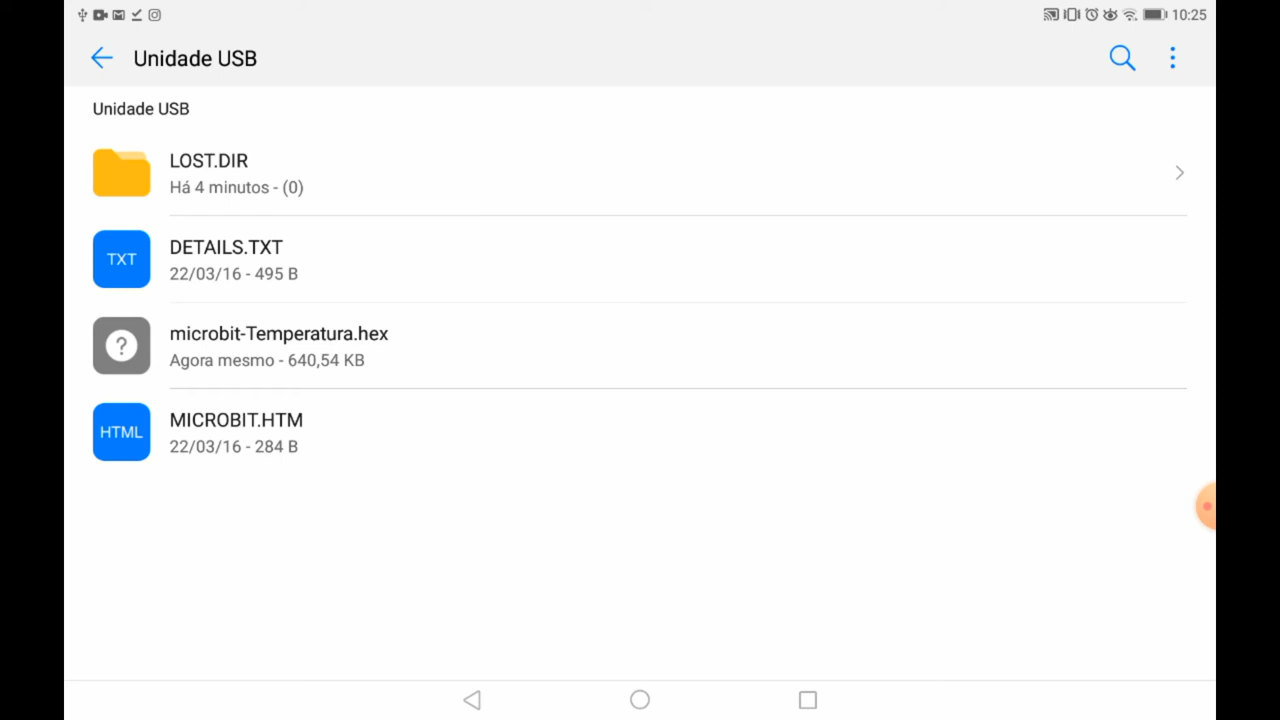 10:25
Unidade USB
Unidade USB
LOST.DIR
Há 4 minutos - (0)
TXT
DETAILS.TXT
22/03/16 - 495 B
?
microbit-Temperatura.hex
Agora mesmo - 640,54 KB
HTML
MICROBIT.HTM
22/03/16 - 284 B